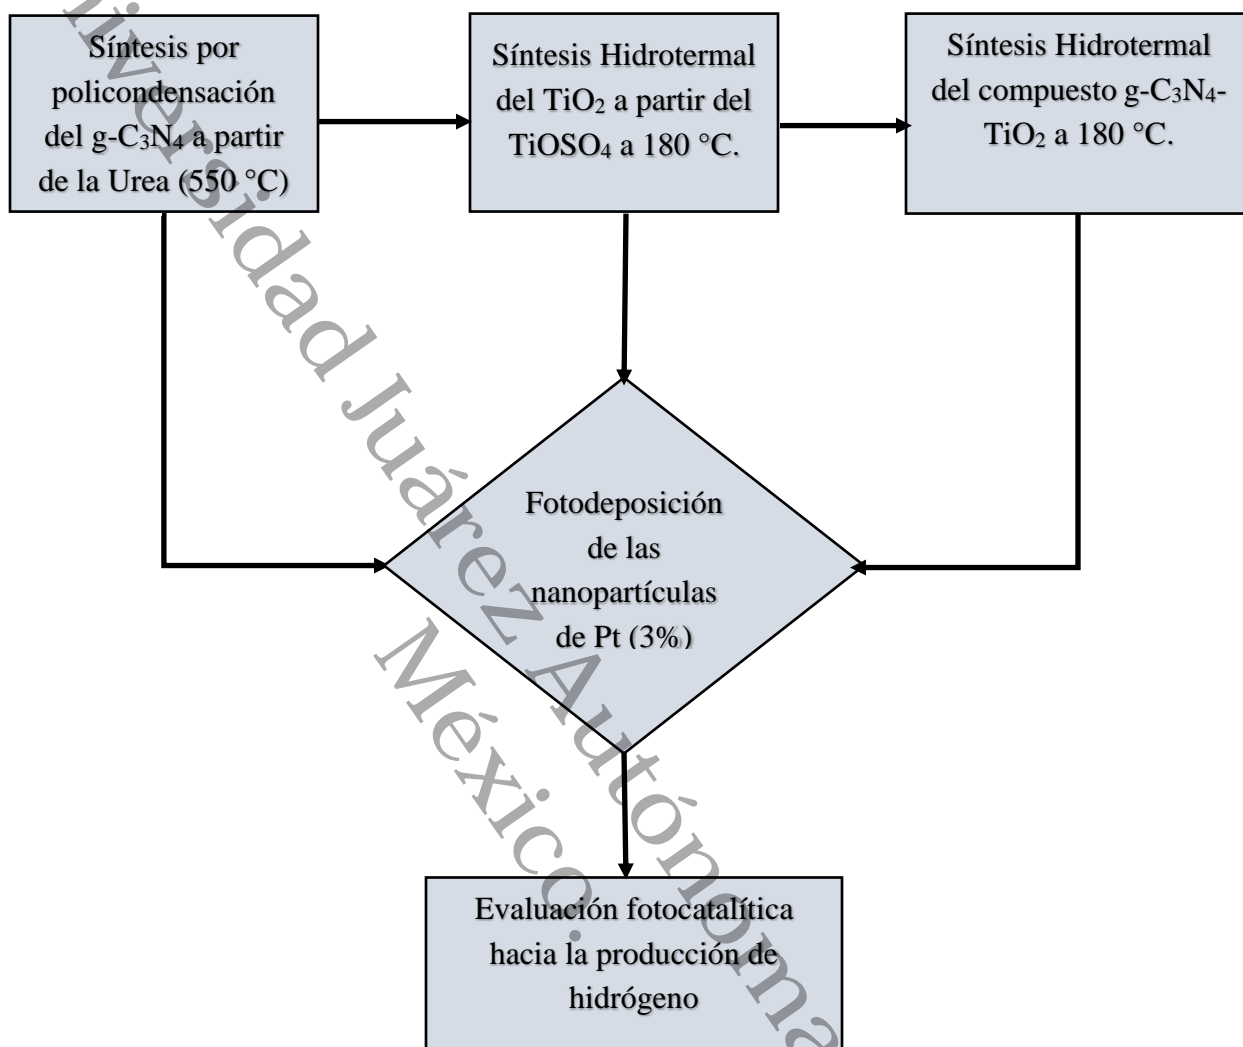 Síntesis por
policondensación
del g-C₃N₄ a partir
de la Urea (550 °C)
Síntesis Hidrotermal
del TiO₂ a partir del
TiOSO₄ a 180 °C.
Síntesis Hidrotermal
del compuesto g-C₃N₄-
TiO₂ a 180 °C.
Fotodeposición
de las
nanopartículas
de Pt (3%)
Evaluación fotocatalítica
hacia la producción de
hidrógeno
niversidad Juárez Autónoma
México.